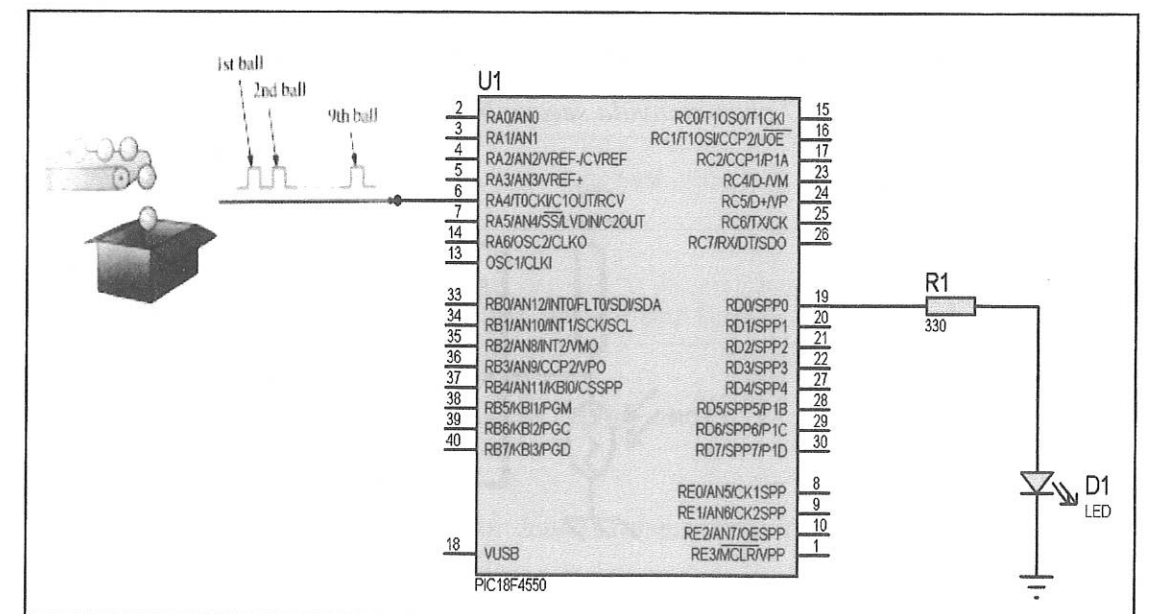 1st ball
2nd ball
9th ball
U1
2 RA0/AN0
3 RA1/AN1
4 RA2/AN2/VREF-/CVREF
5 RA3/AN3/VREF+
6 RA4/T0CKI/C1OUT/RCV
7 RA5/AN4/SS/LVDIN/C2OUT
14 RA6/OSC2/CLKO
13 OSC1/CLKI
33 RB0/AN12/INT0/FLT0/SDI/SDA
34 RB1/AN10/INT1/SCK/SCL
35 RB2/AN8/INT2/VMO
36 RB3/AN9/CCP2/VPO
37 RB4/AN11/KBI0/CSSPP
38 RB5/KBI1/PGM
39 RB6/KBI2/PGC
40 RB7/KBI3/PGD
18 VUSB
RC0/T1OSO/T1CKI 15
RC1/T1OSI/CCP2/UOE 16
RC2/CCP1/P1A 17
RC4/D-/VM 23
RC5/D+/VP 24
RC6/TX/CK 25
RC7/RX/DT/SDO 26
RD0/SPP0 19
RD1/SPP1 20
RD2/SPP2 21
RD3/SPP3 22
RD4/SPP4 27
RD5/SPP5/P1B 28
RD6/SPP6/P1C 29
RD7/SPP7/P1D 30
RE0/AN5/CK1SPP 8
RE1/AN6/CK2SPP 9
RE2/AN7/OESPP 10
RE3/MCLR/VPP 1
PIC18F4550
R1
330
D1
LED